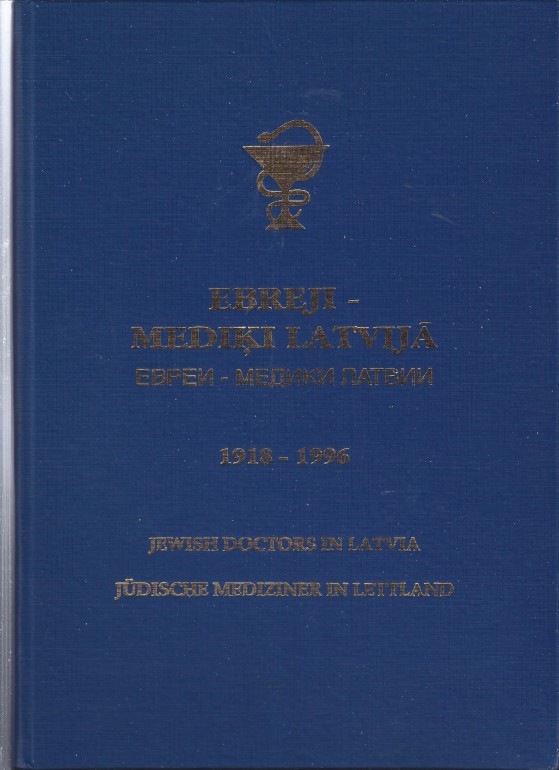 EBREJI -
MEDIĶI LATVIJĀ
ЕВРЕИ - МЕДИКИ ЛАТВИИ
1918 - 1996
JEWISH DOCTORS IN LATVIA
JÜDISCHE MEDIZINER IN LETTLAND